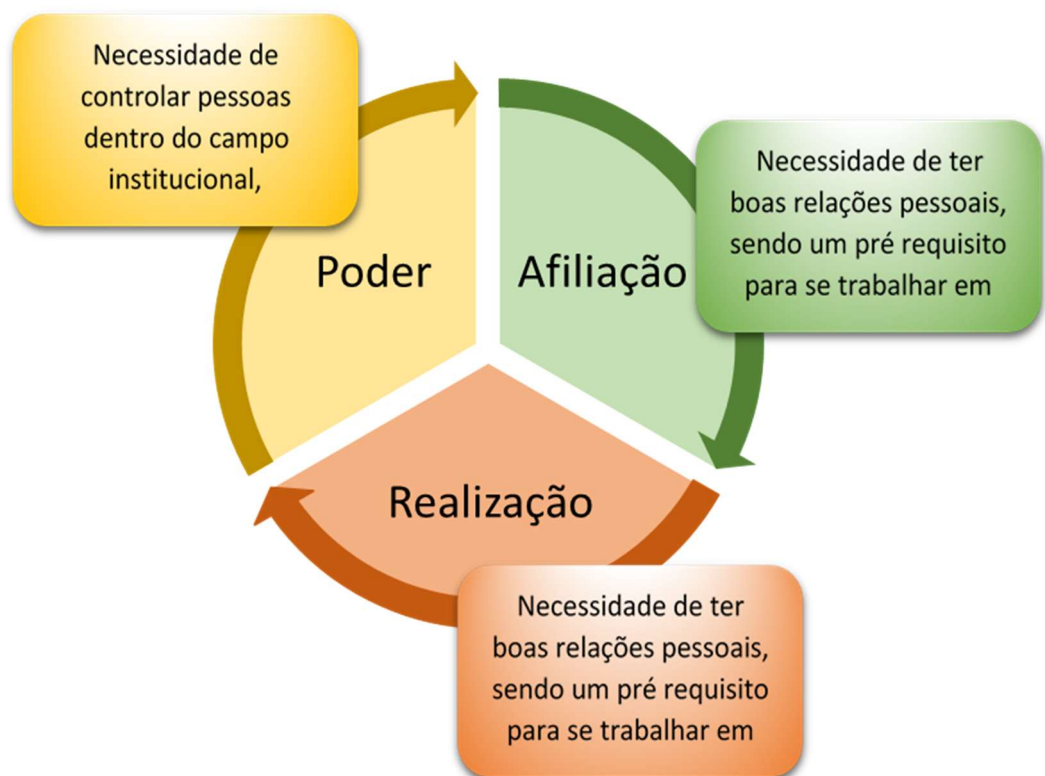 Necessidade de
controlar pessoas
dentro do campo
institucional,
Necessidade de ter
boas relações pessoais,
sendo um pré requisito
para se trabalhar em
Poder
Afiliação
Realização
Necessidade de ter
boas relações pessoais,
sendo um pré requisito
para se trabalhar em